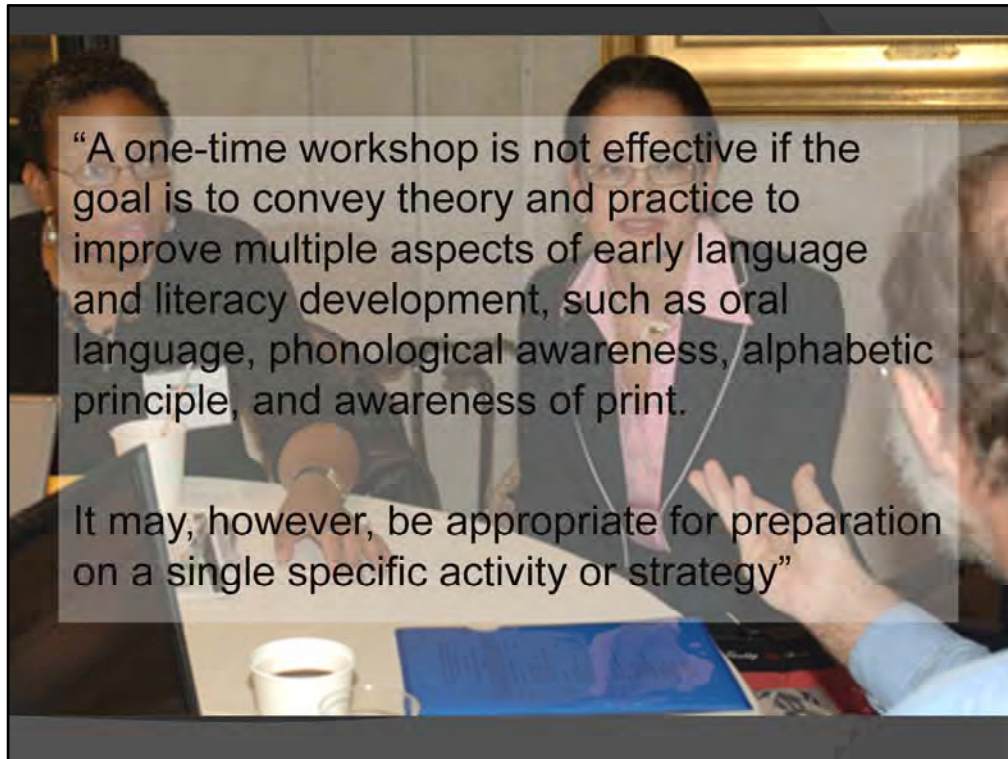 “A one-time workshop is not effective if the
goal is to convey theory and practice to
improve multiple aspects of early language
and literacy development, such as oral
language, phonological awareness, alphabetic
principle, and awareness of print.
It may, however, be appropriate for preparation
on a single specific activity or strategy”